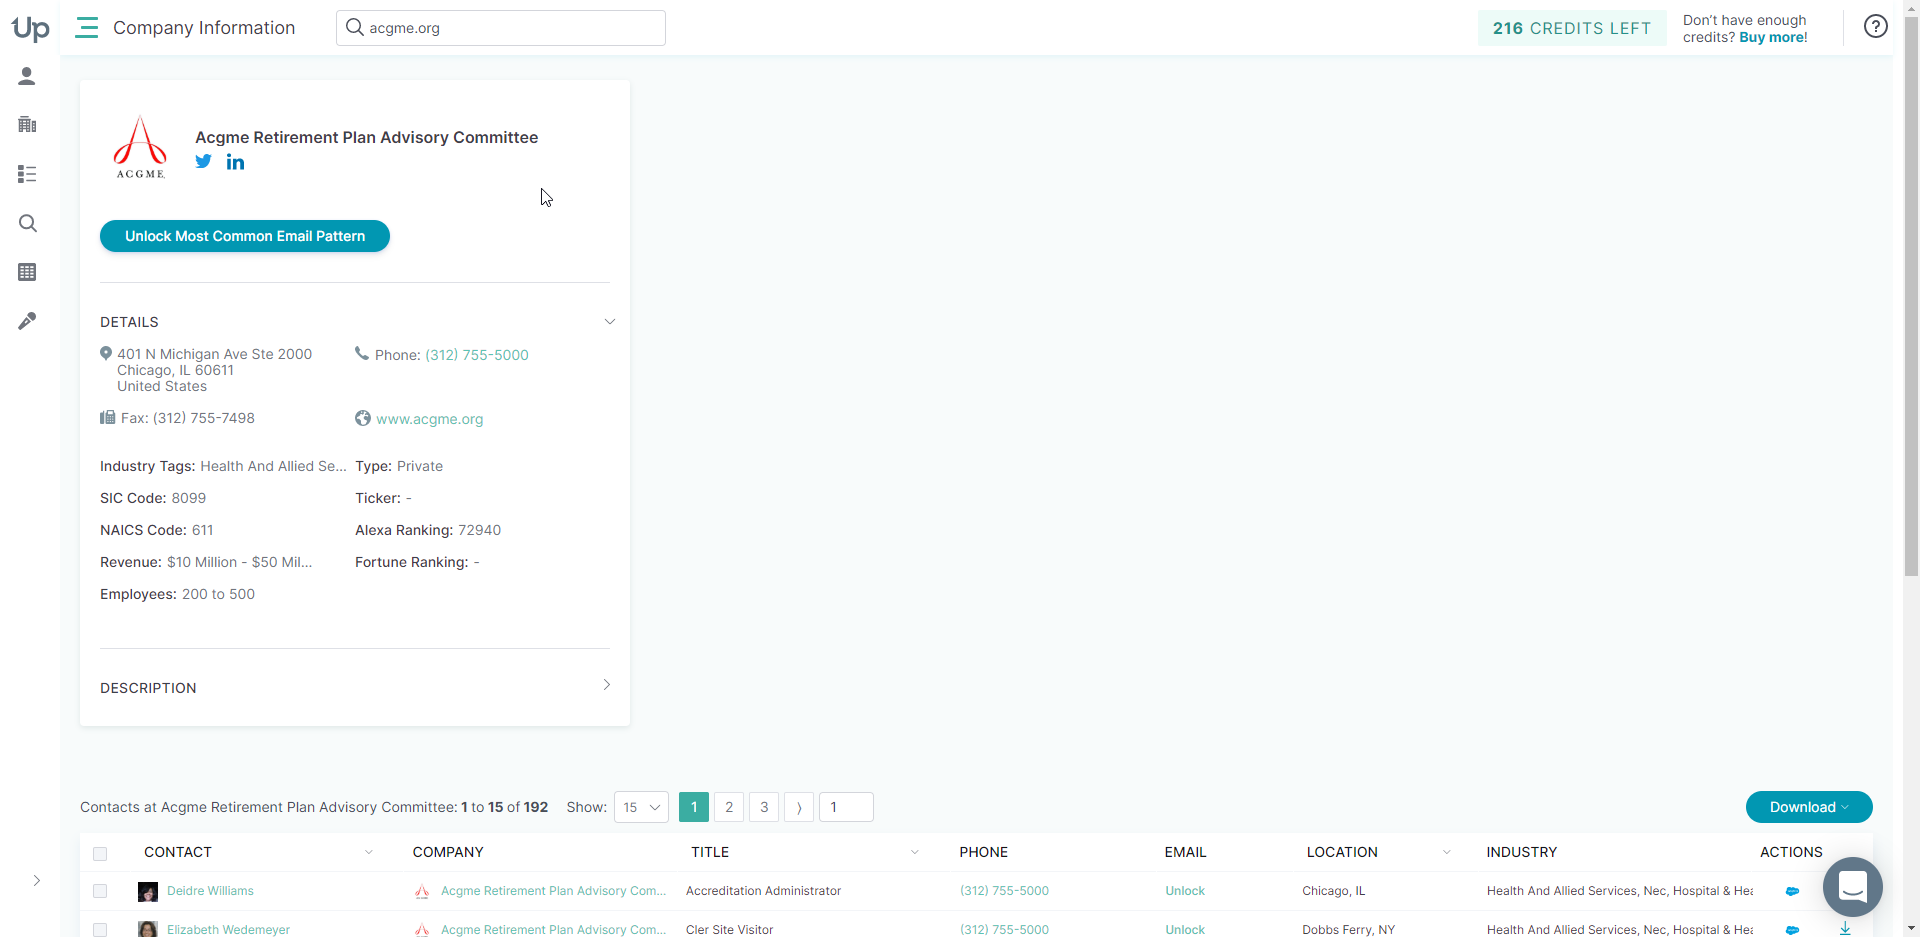 Up
Company Information
acgme.org
216 CREDITS LEFT
Don't have enough
credits? Buy more!
?
ACGME
Acgme Retirement Plan Advisory Committee
in
Unlock Most Common Email Pattern
DETAILS
401 N Michigan Ave Ste 2000
Chicago, IL 60611
United States
Phone: (312) 755-5000
Fax: (312) 755-7498
www.acgme.org
Industry Tags: Health And Allied Se...
Type: Private
SIC Code: 8099
Ticker: -
NAICS Code: 611
Alexa Ranking: 72940
Revenue: $10 Million - $50 Mil...
Fortune Ranking: -
Employees: 200 to 500
DESCRIPTION
Contacts at Acgme Retirement Plan Advisory Committee: 1 to 15 of 192 Show: 15 1 2 3 ⟩ 1
Download
CONTACT COMPANY TITLE PHONE EMAIL LOCATION INDUSTRY ACTIONS
Deidre Williams Acgme Retirement Plan Advisory Com... Accreditation Administrator (312) 755-5000 Unlock Chicago, IL Health And Allied Services, Nec, Hospital & Hea
Elizabeth Wedemeyer Acgme Retirement Plan Advisory Com... Cler Site Visitor (312) 755-5000 Unlock Dobbs Ferry, NY Health And Allied Services, Nec, Hospital & Hea